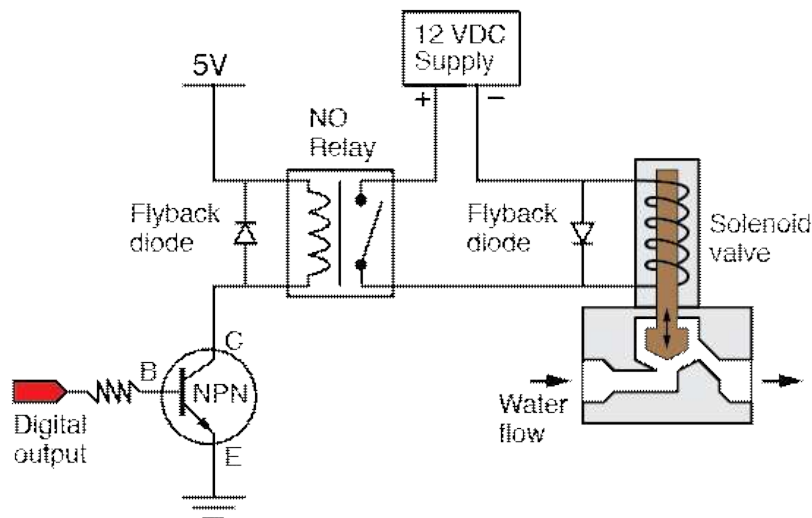 5V
12 VDC
Supply
+
−
NO
Relay
Flyback
diode
Flyback
diode
Solenoid
valve
C
B
NPN
E
Digital
output
Water
flow